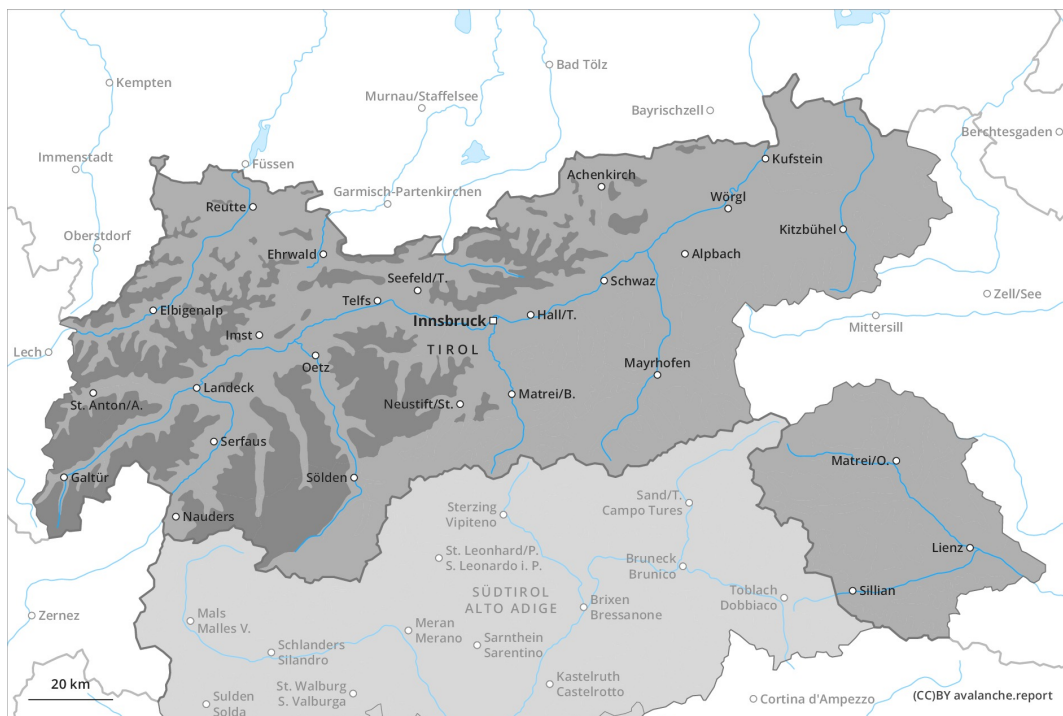 Kempten
Bad Tölz
Murnau/Staffelsee
Bayrischzell
Berchtesgaden
Immenstadt
Füssen
Kufstein
Achenkirch
Garmisch-Partenkirchen
Reutte
Wörgl
Oberstdorf
Kitzbühel
Ehrwald
Alpbach
Seefeld/T.
Schwaz
Zell/See
Telfs
Elbigenalp
Innsbruck
Hall/T.
Mittersill
Imst
TIROL
Lech
Oetz
Mayrhofen
Landeck
St. Anton/A.
Neustift/St.
Matrei/B.
Serfaus
Matrei/O.
Galtür
Sölden
Sterzing
Vipiteno
Sand/T.
Campo Tures
Nauders
Lienz
St. Leonhard/P.
S. Leonardo i. P.
Bruneck
Brunico
SÜDTIROL
ALTO ADIGE
Sillian
Toblach
Dobbiaco
Brixen
Bressanone
Zernez
Mals
Malles V.
Meran
Merano
Sarnthein
Sarentino
Schlanders
Silandro
20 km
St. Walburg
S. Valburga
Kastelruth
Castelrotto
Sulden
Solda
Cortina d'Ampezzo
(CC)BY avalanche.report